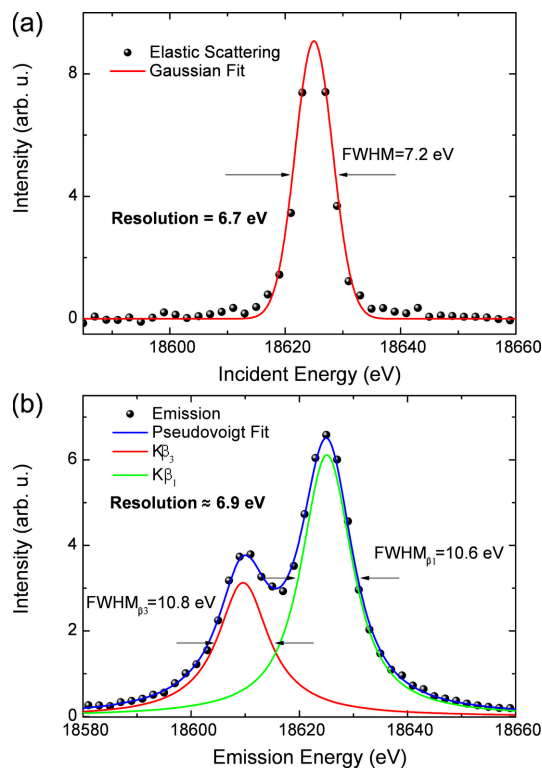 (a)
Elastic Scattering
Gaussian Fit
FWHM=7.2 eV
Resolution = 6.7 eV
Intensity (arb. u.)
8
4
0
18600 18620 18640 18660
Incident Energy (eV)
(b)
Emission
Pseudovoigt Fit
Kβ₃
Kβ₁
Resolution ≈ 6.9 eV
FWHM_β1=10.6 eV
FWHM_β3=10.8 eV
Intensity (arb. u.)
6
4
2
0
18580 18600 18620 18640 18660
Emission Energy (eV)